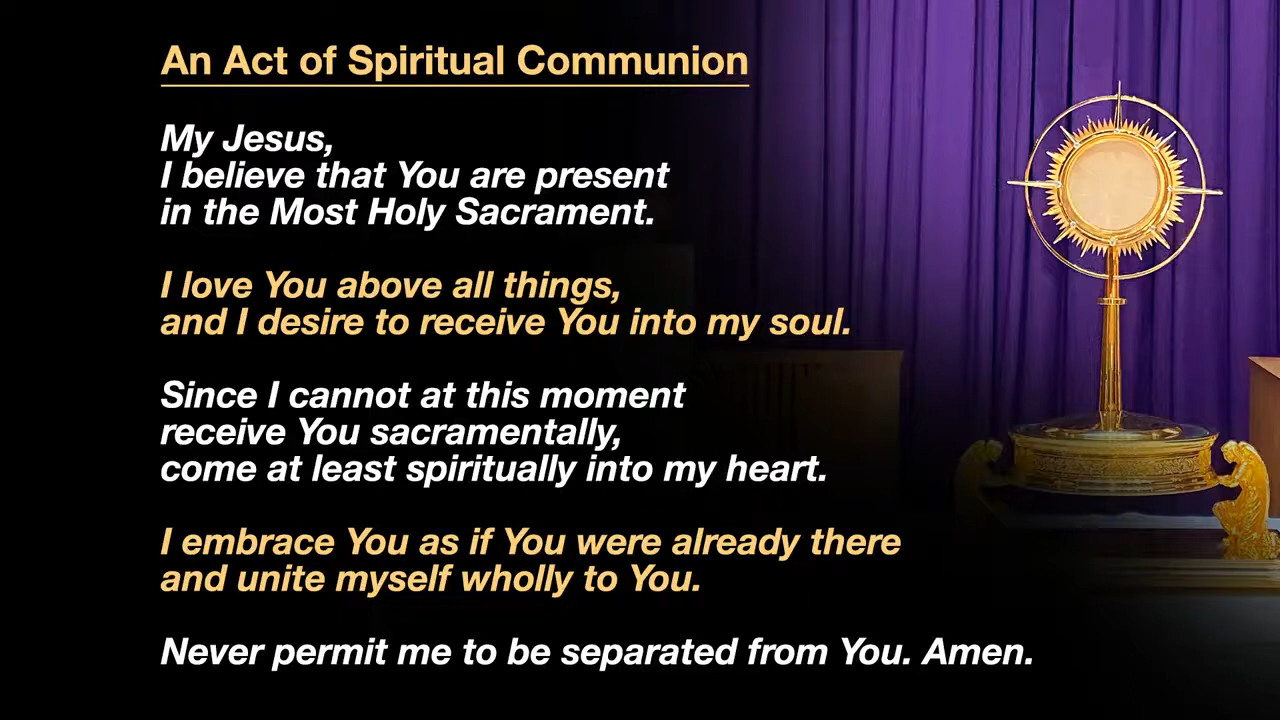 An Act of Spiritual Communion
My Jesus,
I believe that You are present
in the Most Holy Sacrament.
I love You above all things,
and I desire to receive You into my soul.
Since I cannot at this moment
receive You sacramentally,
come at least spiritually into my heart.
I embrace You as if You were already there
and unite myself wholly to You.
Never permit me to be separated from You. Amen.